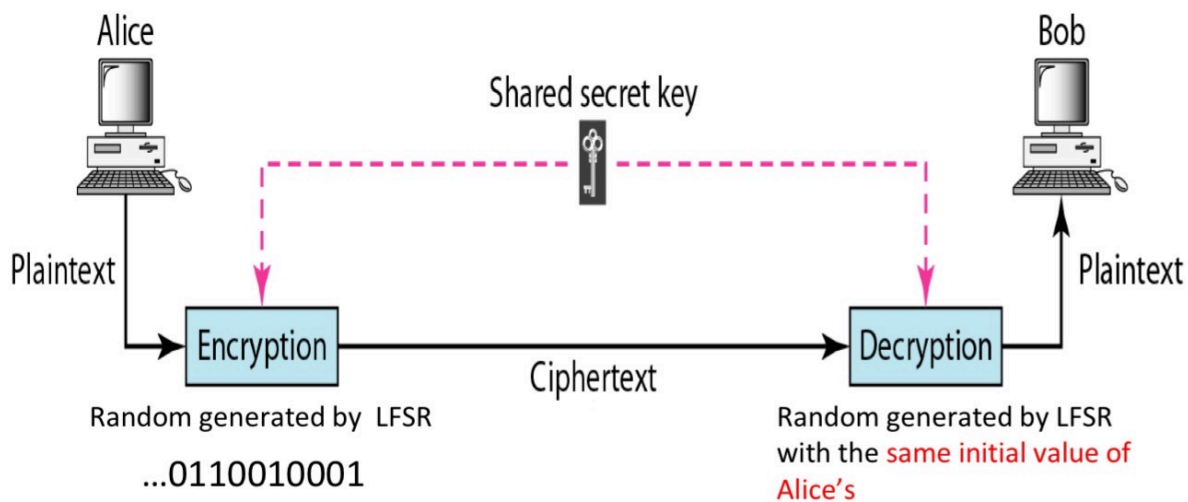 Alice
Bob
Shared secret key
Plaintext
Plaintext
Encryption
Decryption
Ciphertext
Random generated by LFSR
...0110010001
Random generated by LFSR
with the same initial value of
Alice's